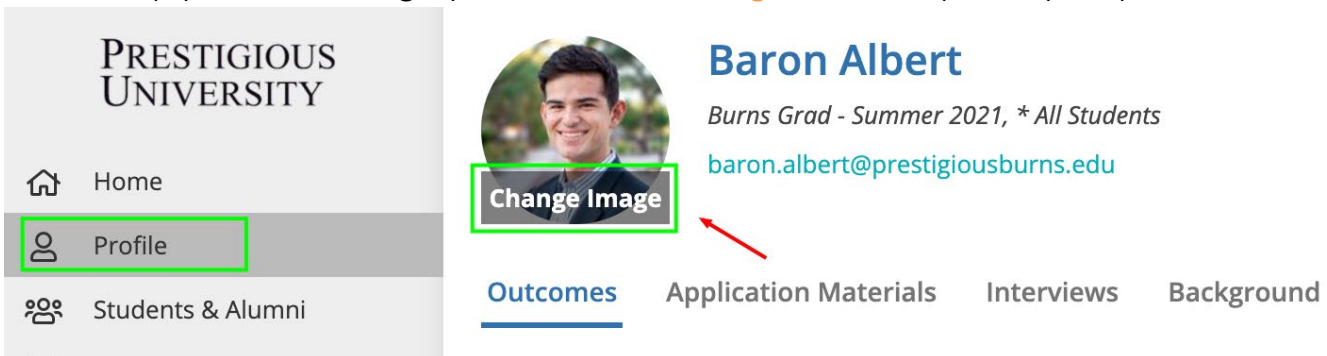 PRESTIGIOUS
UNIVERSITY
Home
Profile
Students & Alumni
Baron Albert
Burns Grad - Summer 2021, * All Students
baron.albert@prestigiousburns.edu
Change Image
Outcomes Application Materials Interviews Background